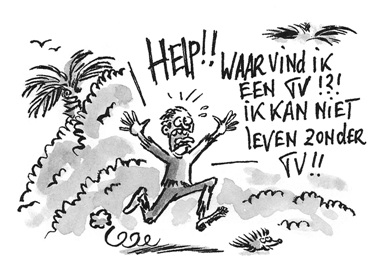 HELP!!
WAAR VIND IK
EEN TV !?!
IK KAN NIET
LEVEN ZONDER
TV!!